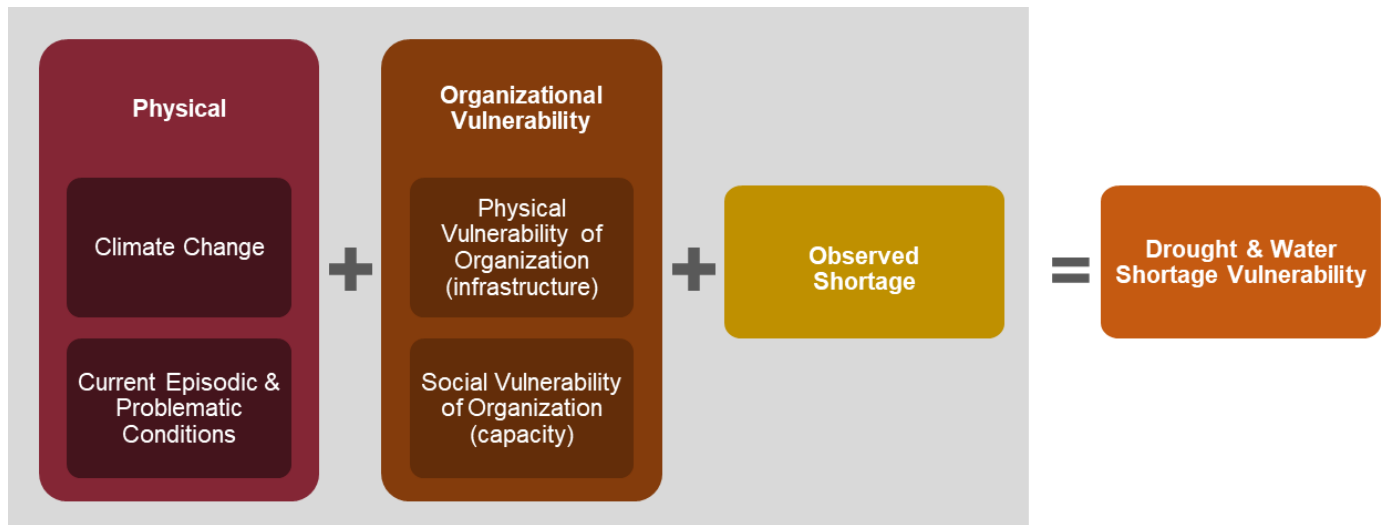 Physical
Climate Change
Current Episodic &
Problematic
Conditions
+
Organizational
Vulnerability
Physical
Vulnerability of
Organization
(infrastructure)
Social Vulnerability
of Organization
(capacity)
+
Observed
Shortage
=
Drought & Water
Shortage Vulnerability